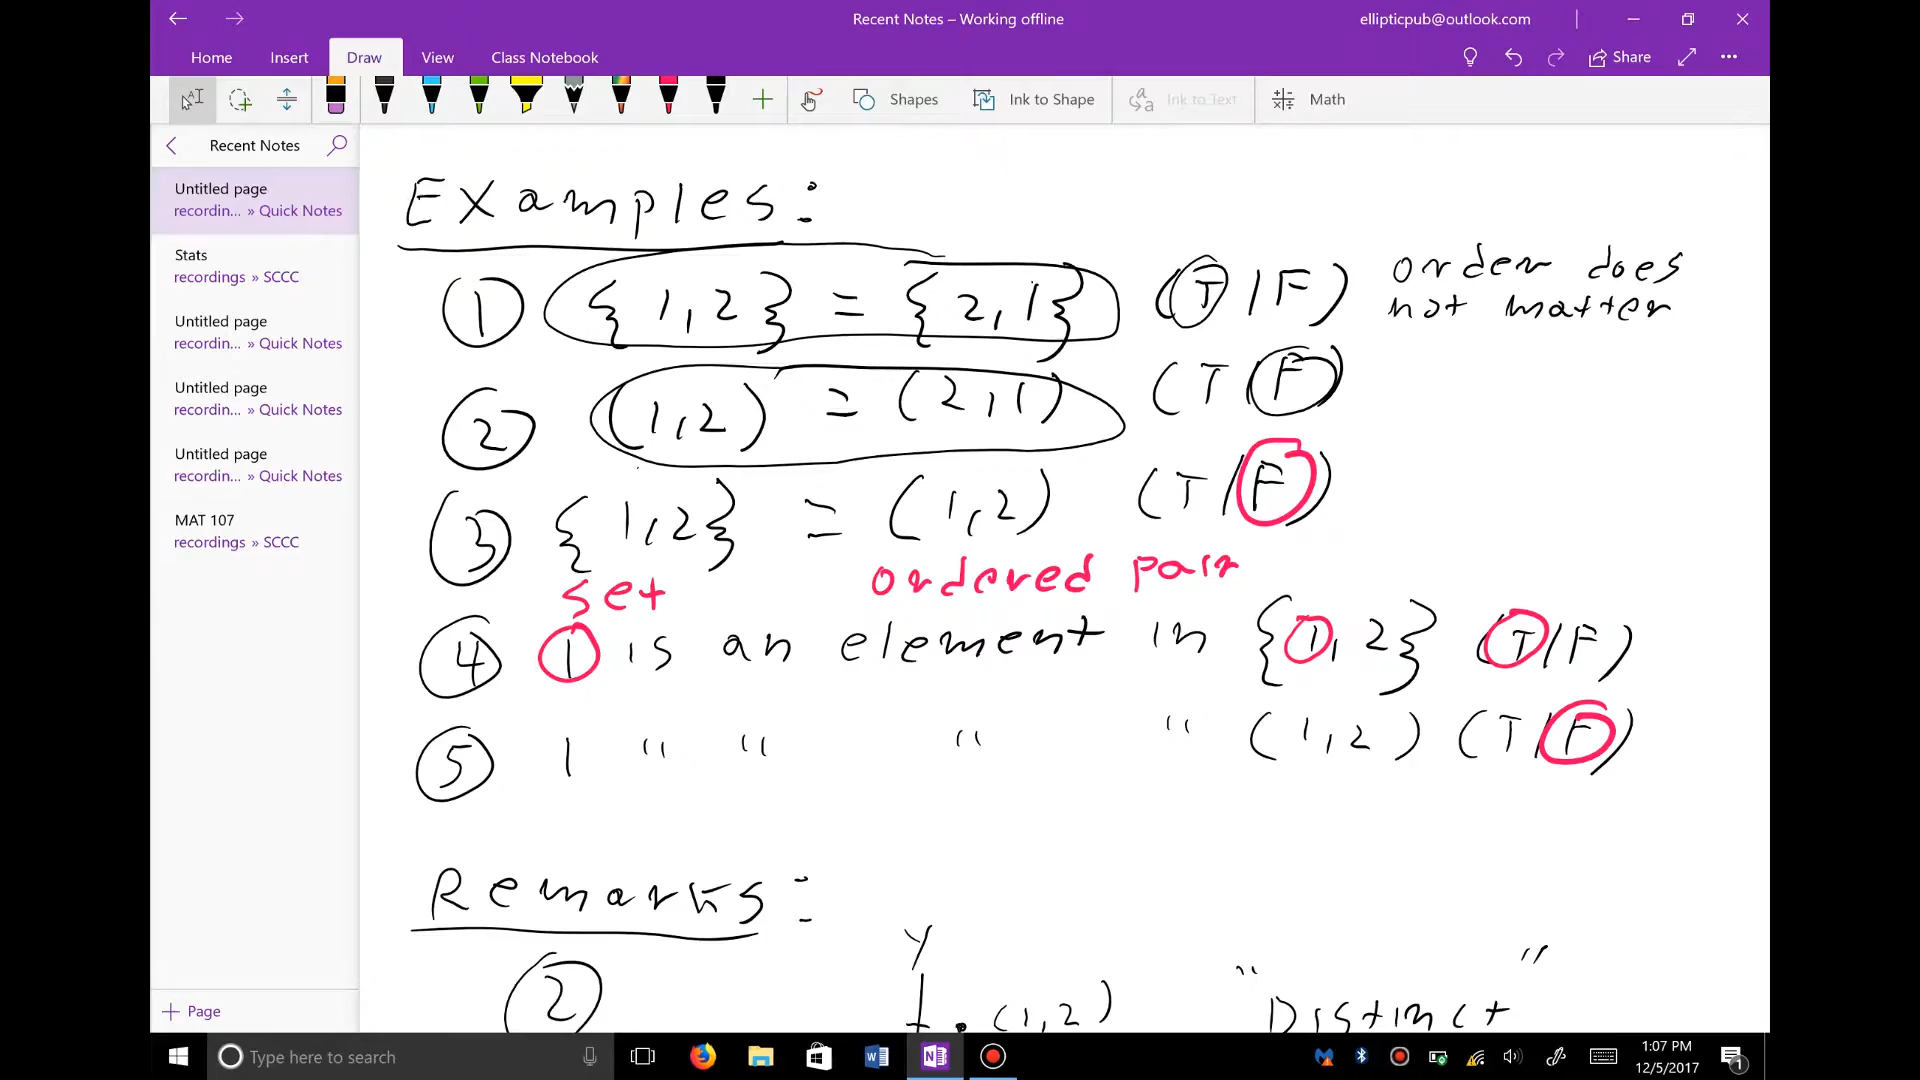 Recent Notes – Working offline
ellipticpub@outlook.com
Home Insert Draw View Class Notebook
Share
Shapes Ink to Shape Ink to Text Math
Recent Notes
Untitled page
recordin... » Quick Notes
Stats
recordings » SCCC
Untitled page
recordin... » Quick Notes
Untitled page
recordin... » Quick Notes
Untitled page
recordin... » Quick Notes
MAT 107
recordings » SCCC
+ Page
Examples:
① {1,2} = {2,1} (T/F) order does
not matter
② (1,2) = (2,1) (T/F)
③ {1,2} = (1,2) (T/F)
set ordered pair
④ 1 is an element in {1,2} (T/F)
⑤ 1 " " " " (1,2) (T/F)
Remarks:
② y (1,2) "Distinct"
Type here to search
1:07 PM
12/5/2017
1